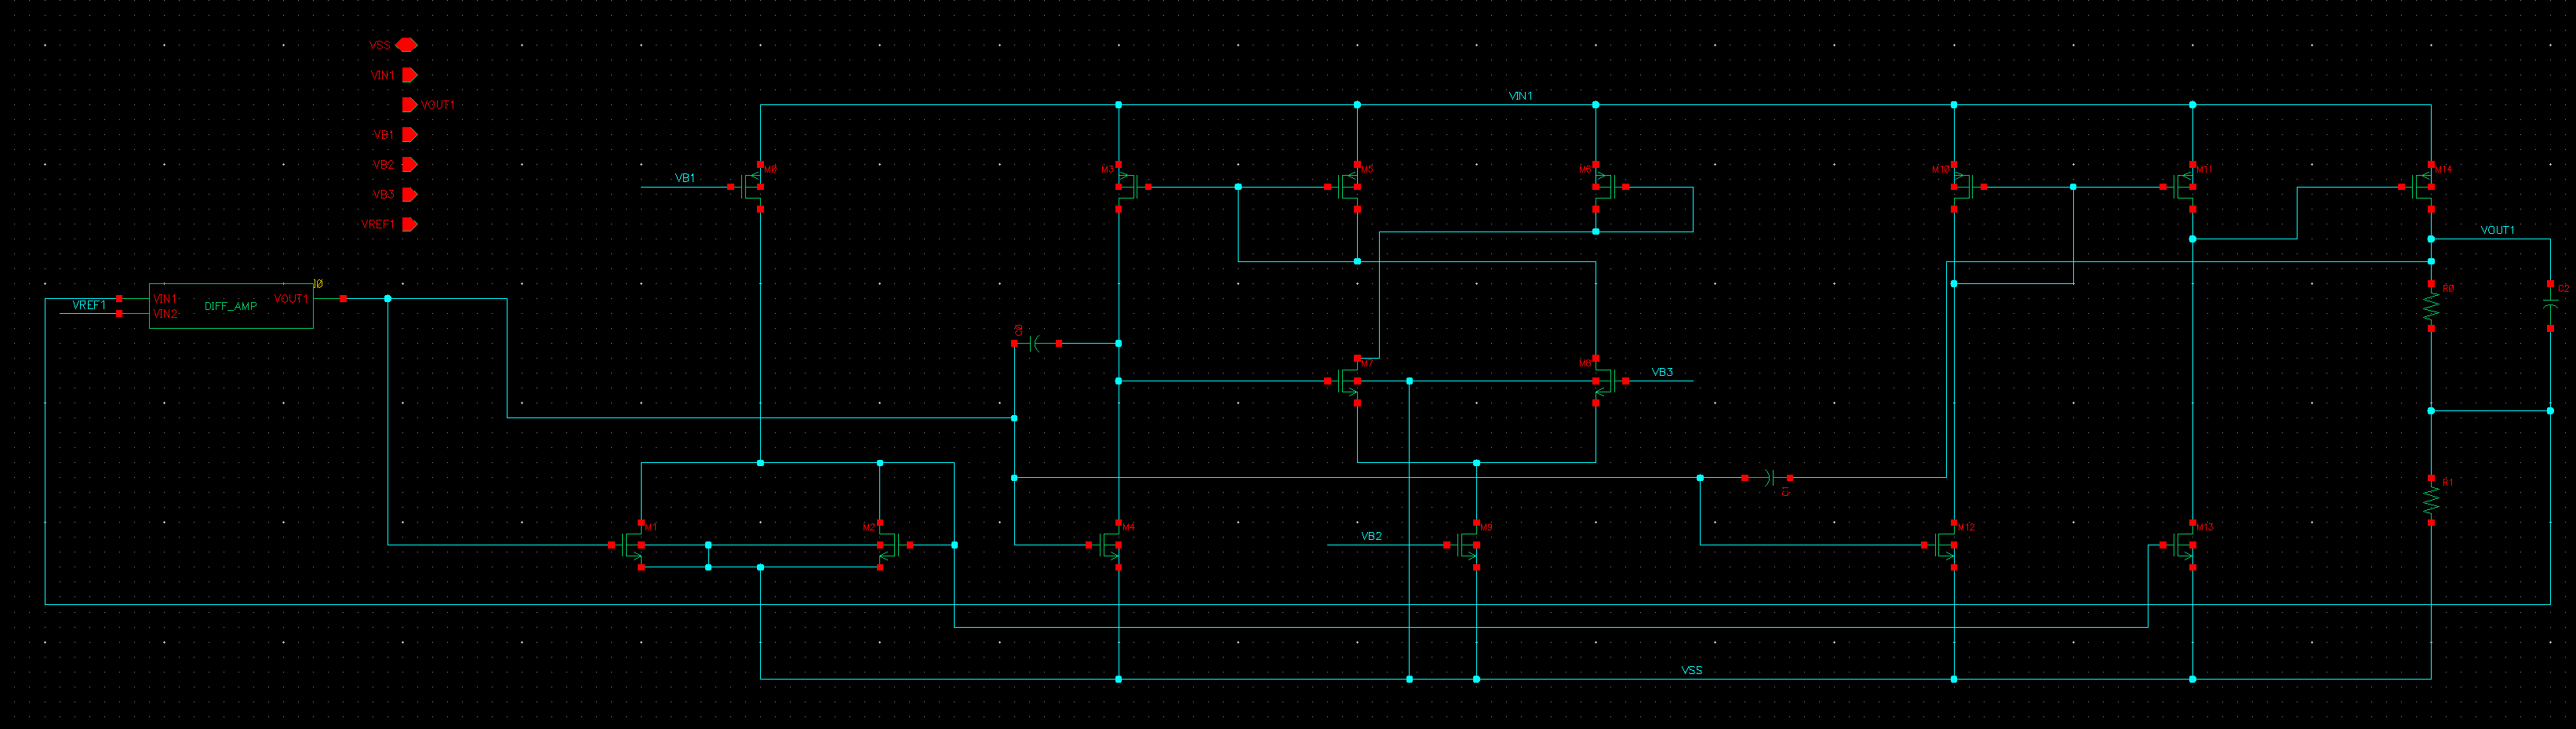 VSS
VIN1
VOUT1
VB1
VB2
VB3
VREF1
VIN1
VB1
M0
M3
M5
M6
M10
M11
M14
VOUT1
I0
VREF1
VIN1
VOUT1
DIFF_AMP
VIN2
R0
C2
C0
M7
M8
VB3
R1
C1
M1
M2
M4
VB2
M9
M12
M13
VSS